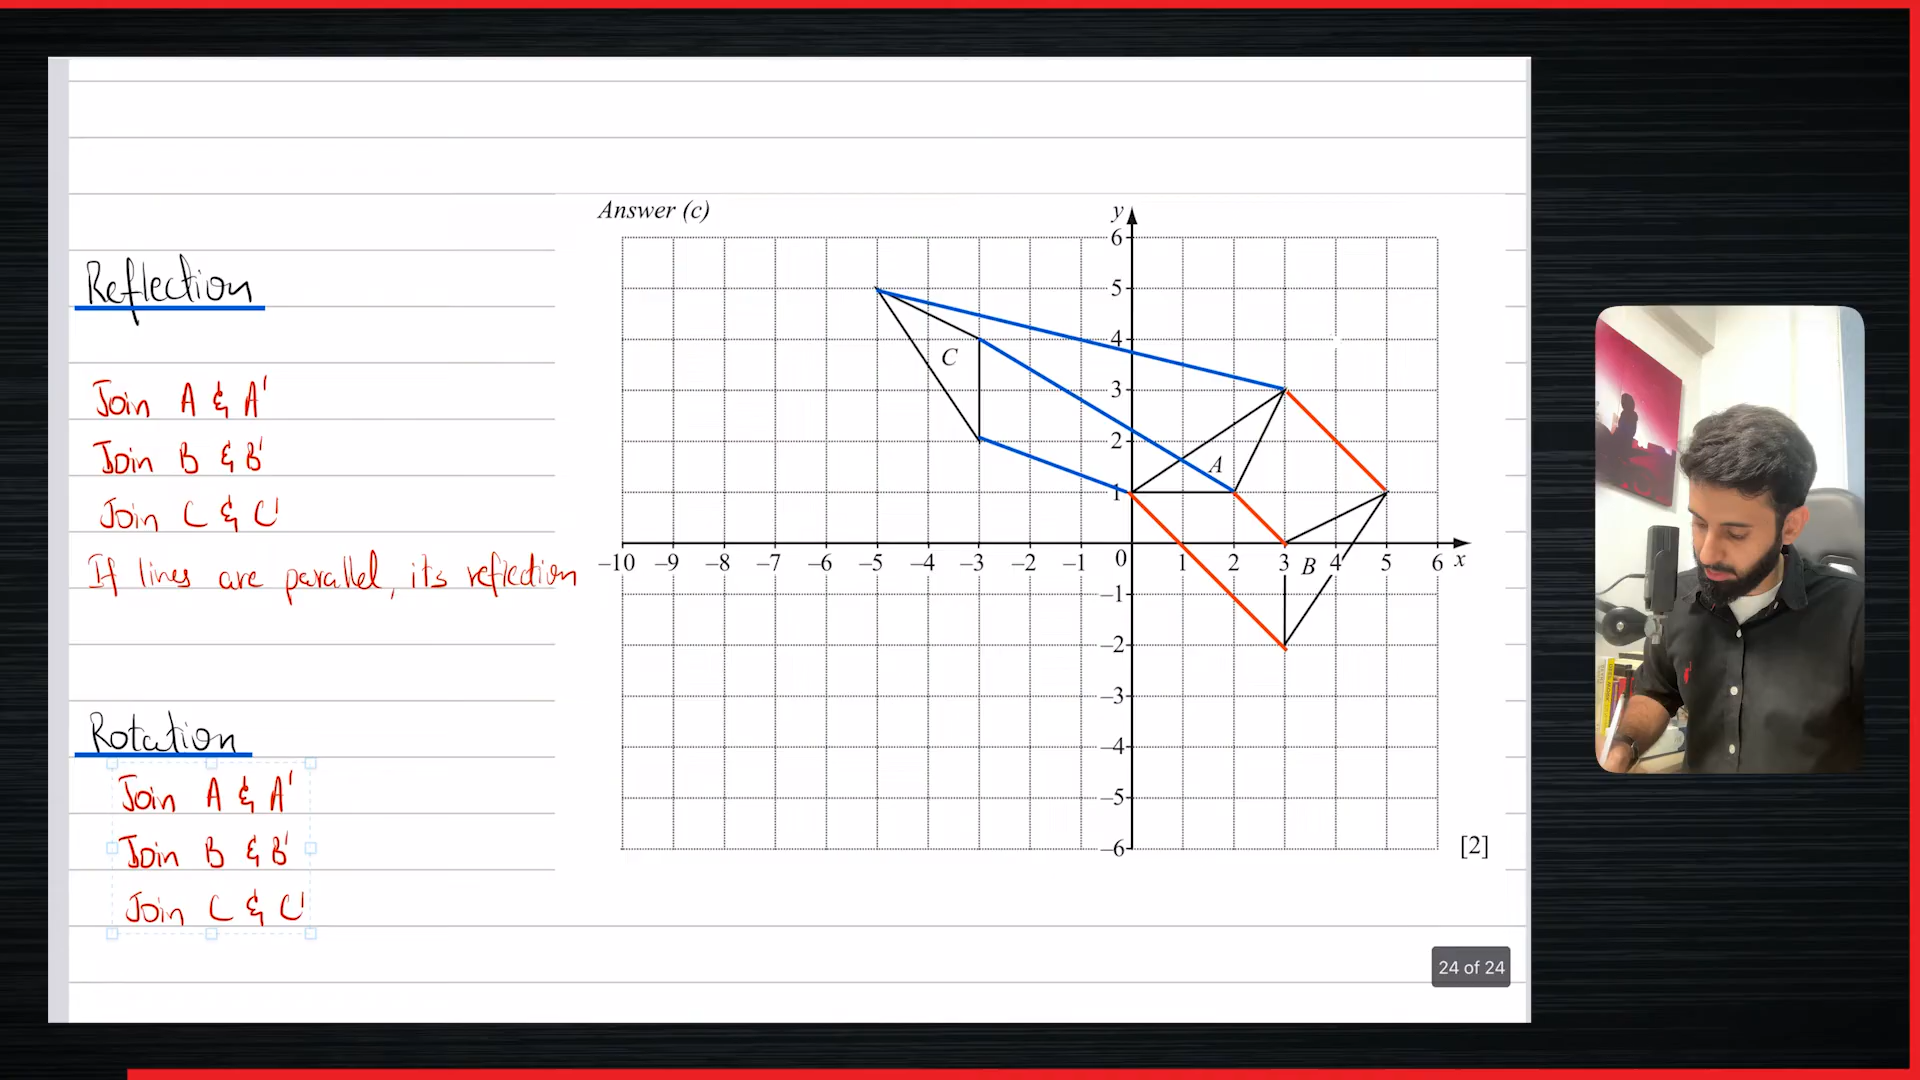 Answer (c)
y
6
Reflection
5
C
4
Join A & A'
3
Join B & B'
2
A
Join C & C'
1
If lines are parallel, its reflection
–10 –9 –8 –7 –6 –5 –4 –3 –2 –1 0 1 2 3 B 4 5 6 x
–1
–2
–3
Rotation
–4
Join A & A'
–5
Join B & B'
–6
[2]
Join C & C'
24 of 24